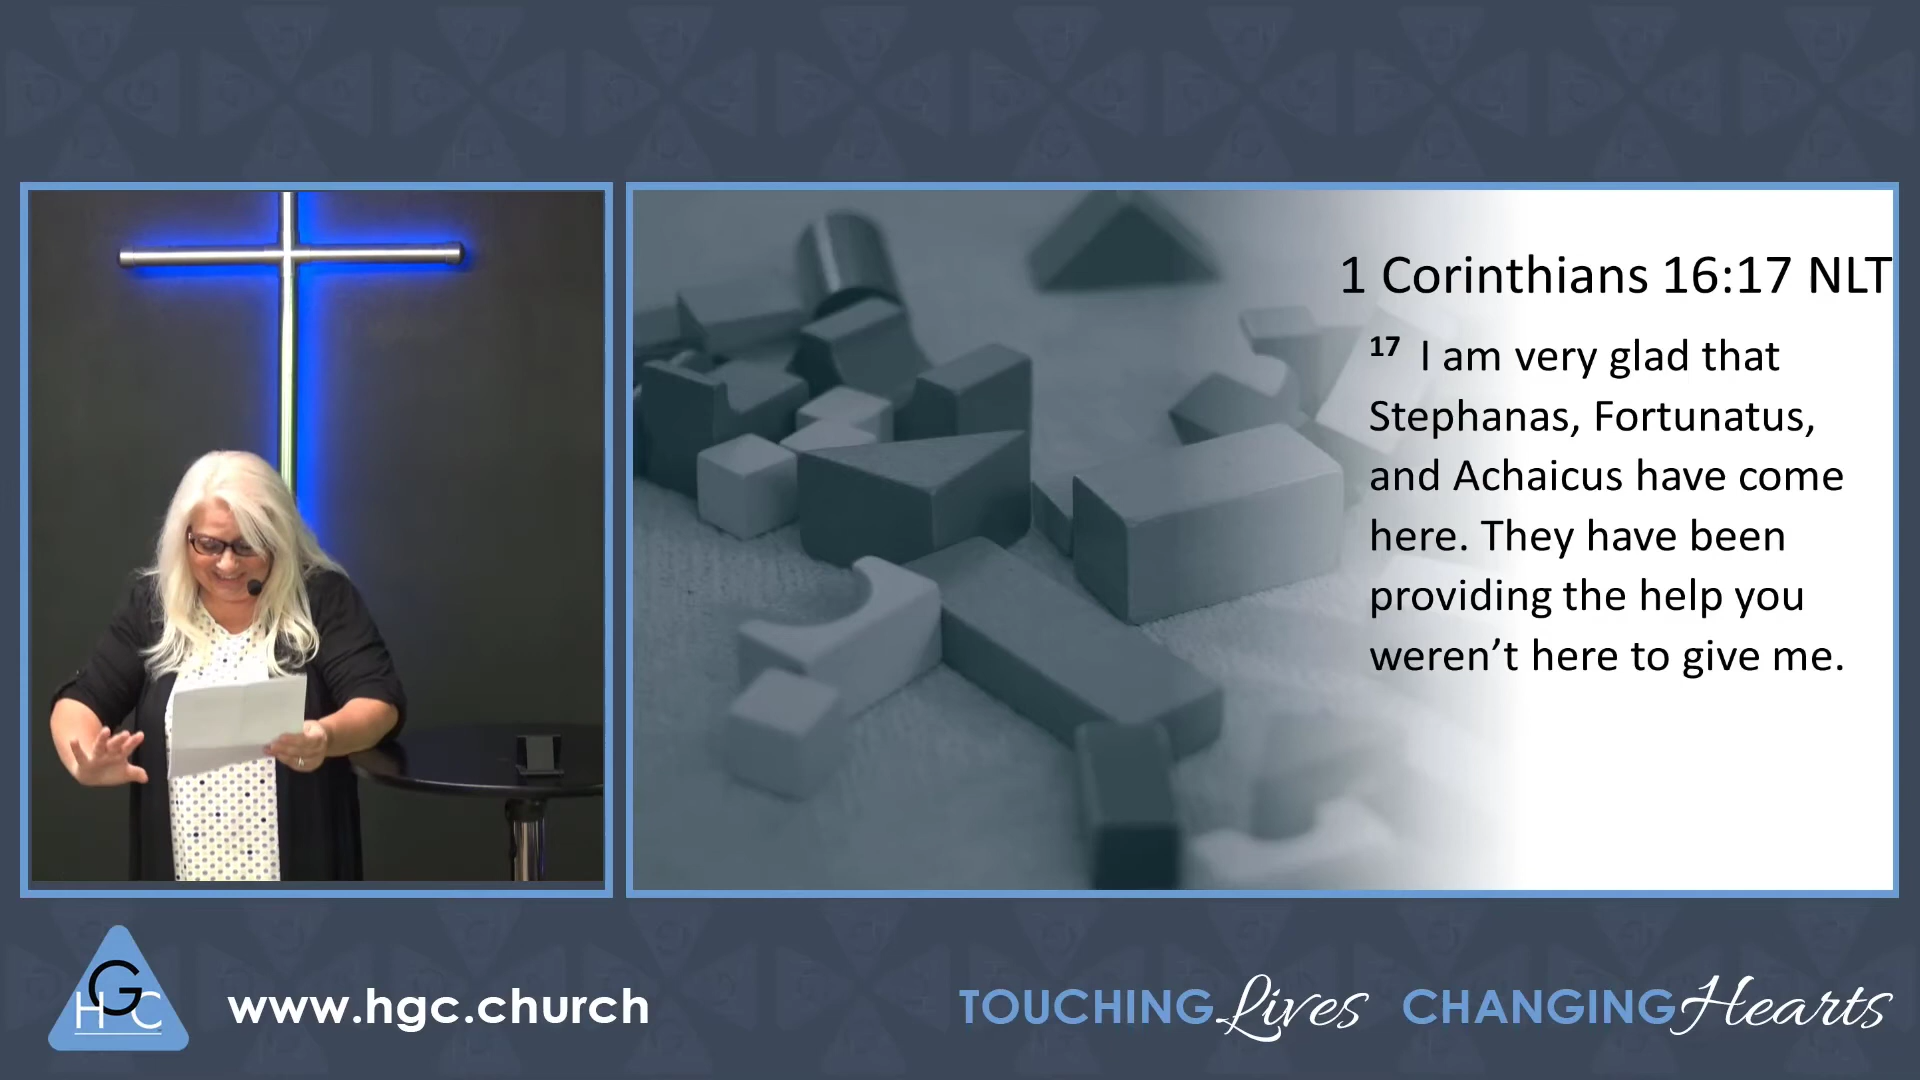 1 Corinthians 16:17 NLT
17 I am very glad that
Stephanas, Fortunatus,
and Achaicus have come
here. They have been
providing the help you
weren’t here to give me.
HGC
www.hgc.church
TOUCHING Lives CHANGING Hearts